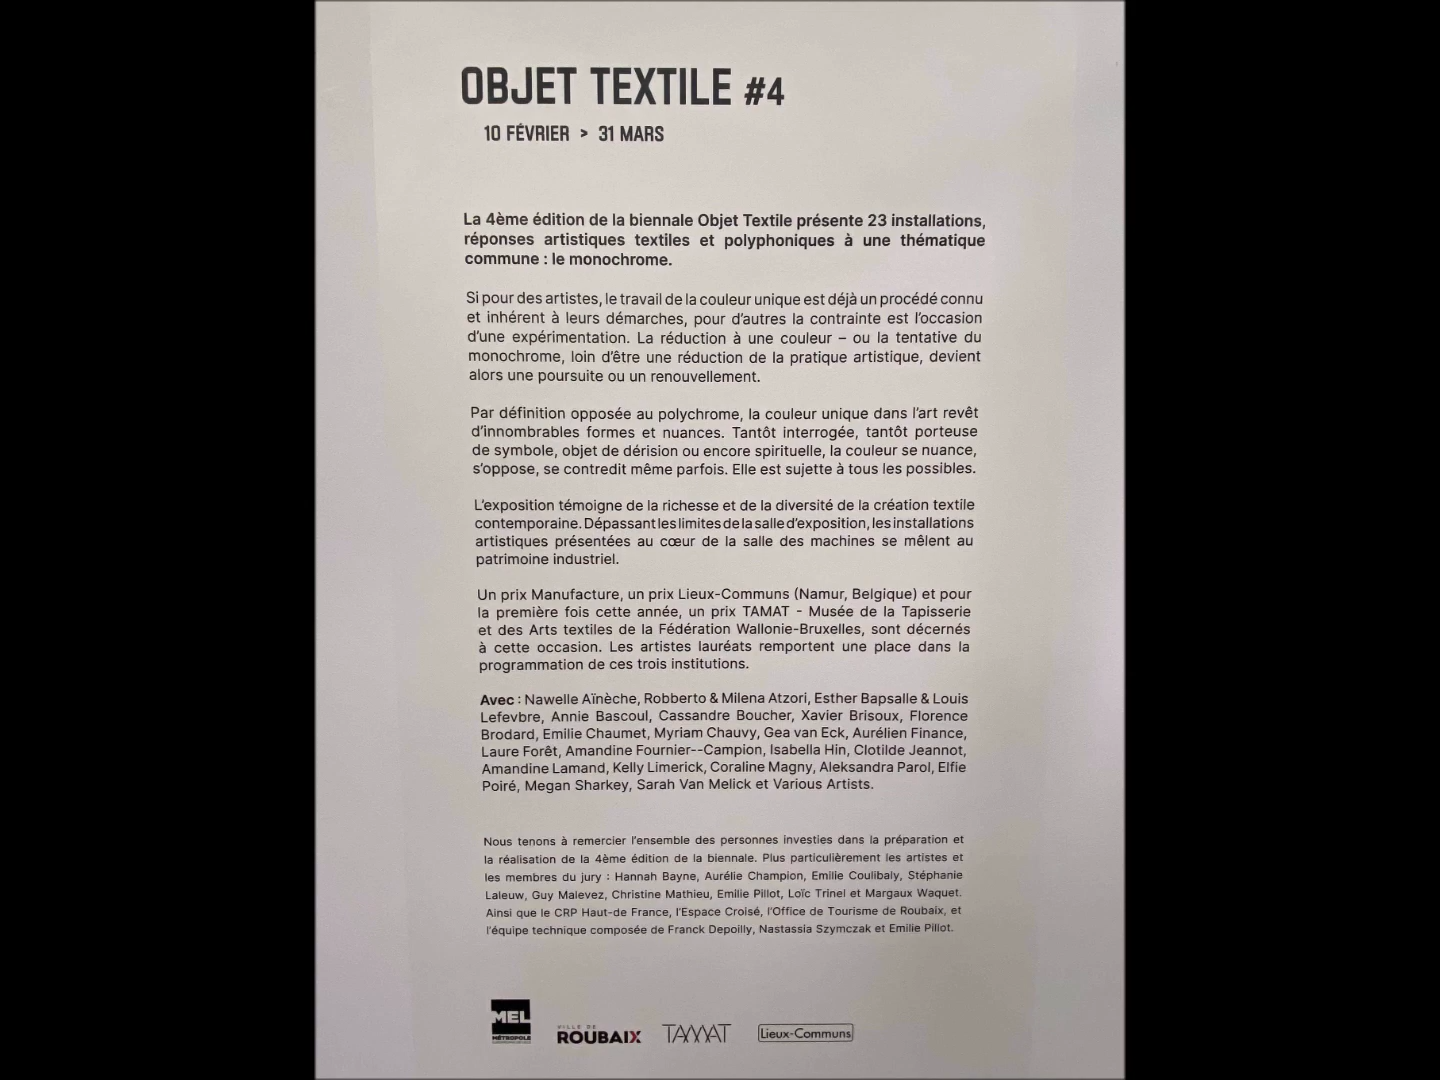 OBJET TEXTILE #4
10 FÉVRIER > 31 MARS
La 4ème édition de la biennale Objet Textile présente 23 installations,
réponses artistiques textiles et polyphoniques à une thématique
commune : le monochrome.
Si pour des artistes, le travail de la couleur unique est déjà un procédé connu
et inhérent à leurs démarches, pour d'autres la contrainte est l'occasion
d'une expérimentation. La réduction à une couleur – ou la tentative du
monochrome, loin d'être une réduction de la pratique artistique, devient
alors une poursuite ou un renouvellement.
Par définition opposée au polychrome, la couleur unique dans l'art revêt
d'innombrables formes et nuances. Tantôt interrogée, tantôt porteuse
de symbole, objet de dérision ou encore spirituelle, la couleur se nuance,
s'oppose, se contredit même parfois. Elle est sujette à tous les possibles.
L'exposition témoigne de la richesse et de la diversité de la création textile
contemporaine. Dépassant les limites de la salle d'exposition, les installations
artistiques présentées au cœur de la salle des machines se mêlent au
patrimoine industriel.
Un prix Manufacture, un prix Lieux-Communs (Namur, Belgique) et pour
la première fois cette année, un prix TAMAT - Musée de la Tapisserie
et des Arts textiles de la Fédération Wallonie-Bruxelles, sont décernés
à cette occasion. Les artistes lauréats remportent une place dans la
programmation de ces trois institutions.
Avec : Nawelle Aïnèche, Robberto & Milena Atzori, Esther Bapsalle & Louis
Lefevbre, Annie Bascoul, Cassandre Boucher, Xavier Brisoux, Florence
Brodard, Emilie Chaumet, Myriam Chauvy, Gea van Eck, Aurélien Finance,
Laure Forêt, Amandine Fournier--Campion, Isabella Hin, Clotilde Jeannot,
Amandine Lamand, Kelly Limerick, Coraline Magny, Aleksandra Parol, Elfie
Poiré, Megan Sharkey, Sarah Van Melick et Various Artists.
Nous tenons à remercier l'ensemble des personnes investies dans la préparation et
la réalisation de la 4ème édition de la biennale. Plus particulièrement les artistes et
les membres du jury : Hannah Bayne, Aurélie Champion, Emilie Coulibaly, Stéphanie
Laleuw, Guy Malevez, Christine Mathieu, Emilie Pillot, Loïc Trinel et Margaux Waquet.
Ainsi que le CRP Haut-de France, l'Espace Croisé, l'Office de Tourisme de Roubaix, et
l'équipe technique composée de Franck Depoilly, Nastassia Szymczak et Emilie Pillot.
MEL
MÉTROPOLE
VILLE DE
ROUBAIX
TAMAT
Lieux-Communs